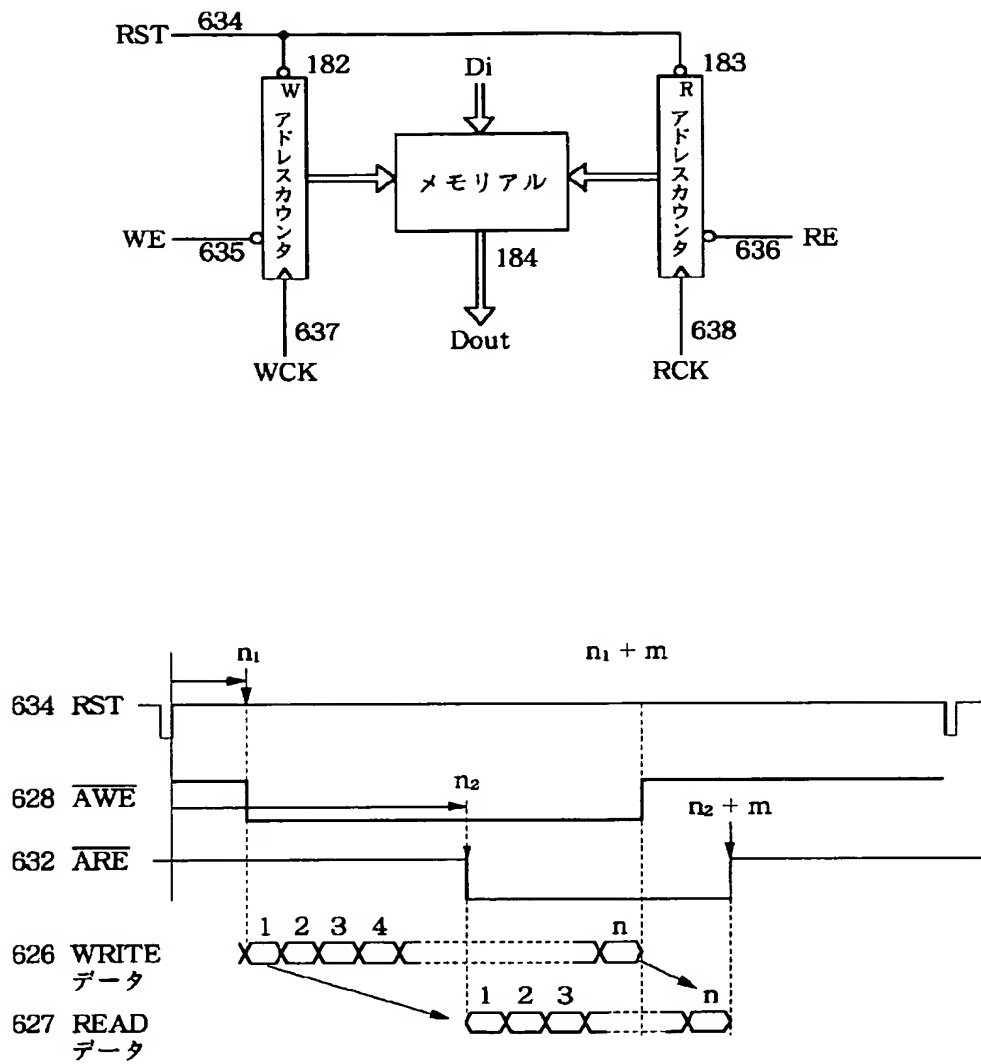 RST 634
182
183
W
アドレスカウンタ
Di
R
アドレスカウンタ
メモリアル
WE 635
636 RE
184
637
Dout
638
WCK
RCK
n₁
n₁ + m
634 RST
n₂
628 AWE
n₂ + m
632 ARE
1 2 3 4 n
626 WRITE
データ
1 2 3 n
627 READ
データ